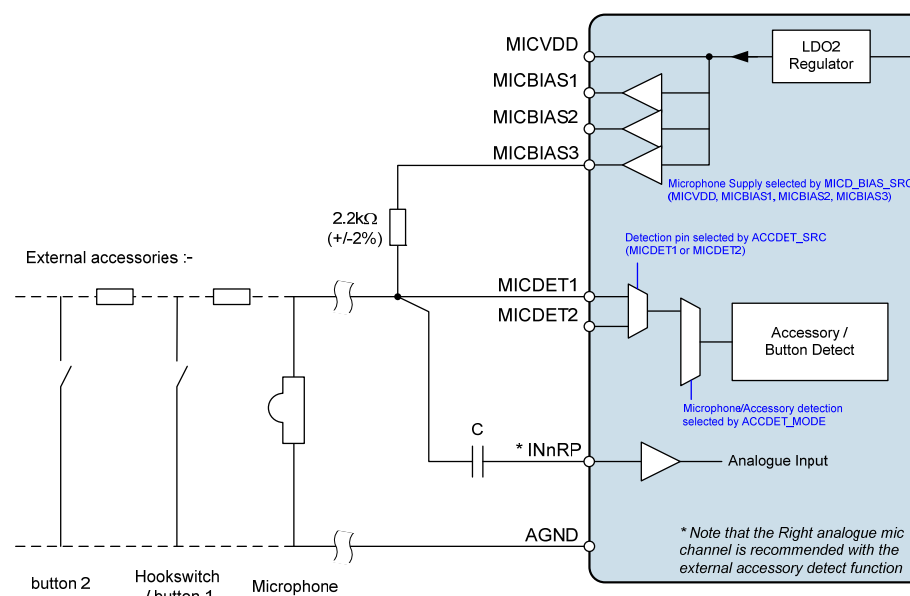 MICVDD
LDO2
Regulator
MICBIAS1
MICBIAS2
MICBIAS3
Microphone Supply selected by MICD_BIAS_SRC
(MICVDD, MICBIAS1, MICBIAS2, MICBIAS3)
2.2kΩ
(+/-2%)
Detection pin selected by ACCDET_SRC
(MICDET1 or MICDET2)
External accessories :-
MICDET1
MICDET2
Accessory /
Button Detect
Microphone/Accessory detection
selected by ACCDET_MODE
C
* INnRP
Analogue Input
AGND
* Note that the Right analogue mic
channel is recommended with the
external accessory detect function
button 2
Hookswitch
/ button 1
Microphone